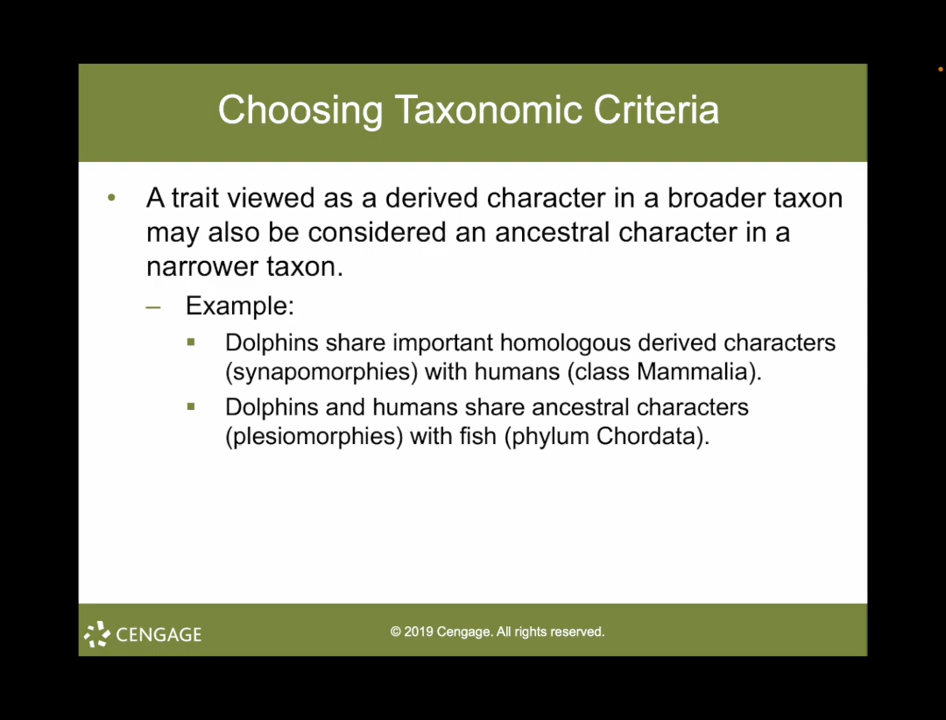 Choosing Taxonomic Criteria
• A trait viewed as a derived character in a broader taxon
may also be considered an ancestral character in a
narrower taxon.
– Example:
▪ Dolphins share important homologous derived characters
(synapomorphies) with humans (class Mammalia).
▪ Dolphins and humans share ancestral characters
(plesiomorphies) with fish (phylum Chordata).
CENGAGE
© 2019 Cengage. All rights reserved.